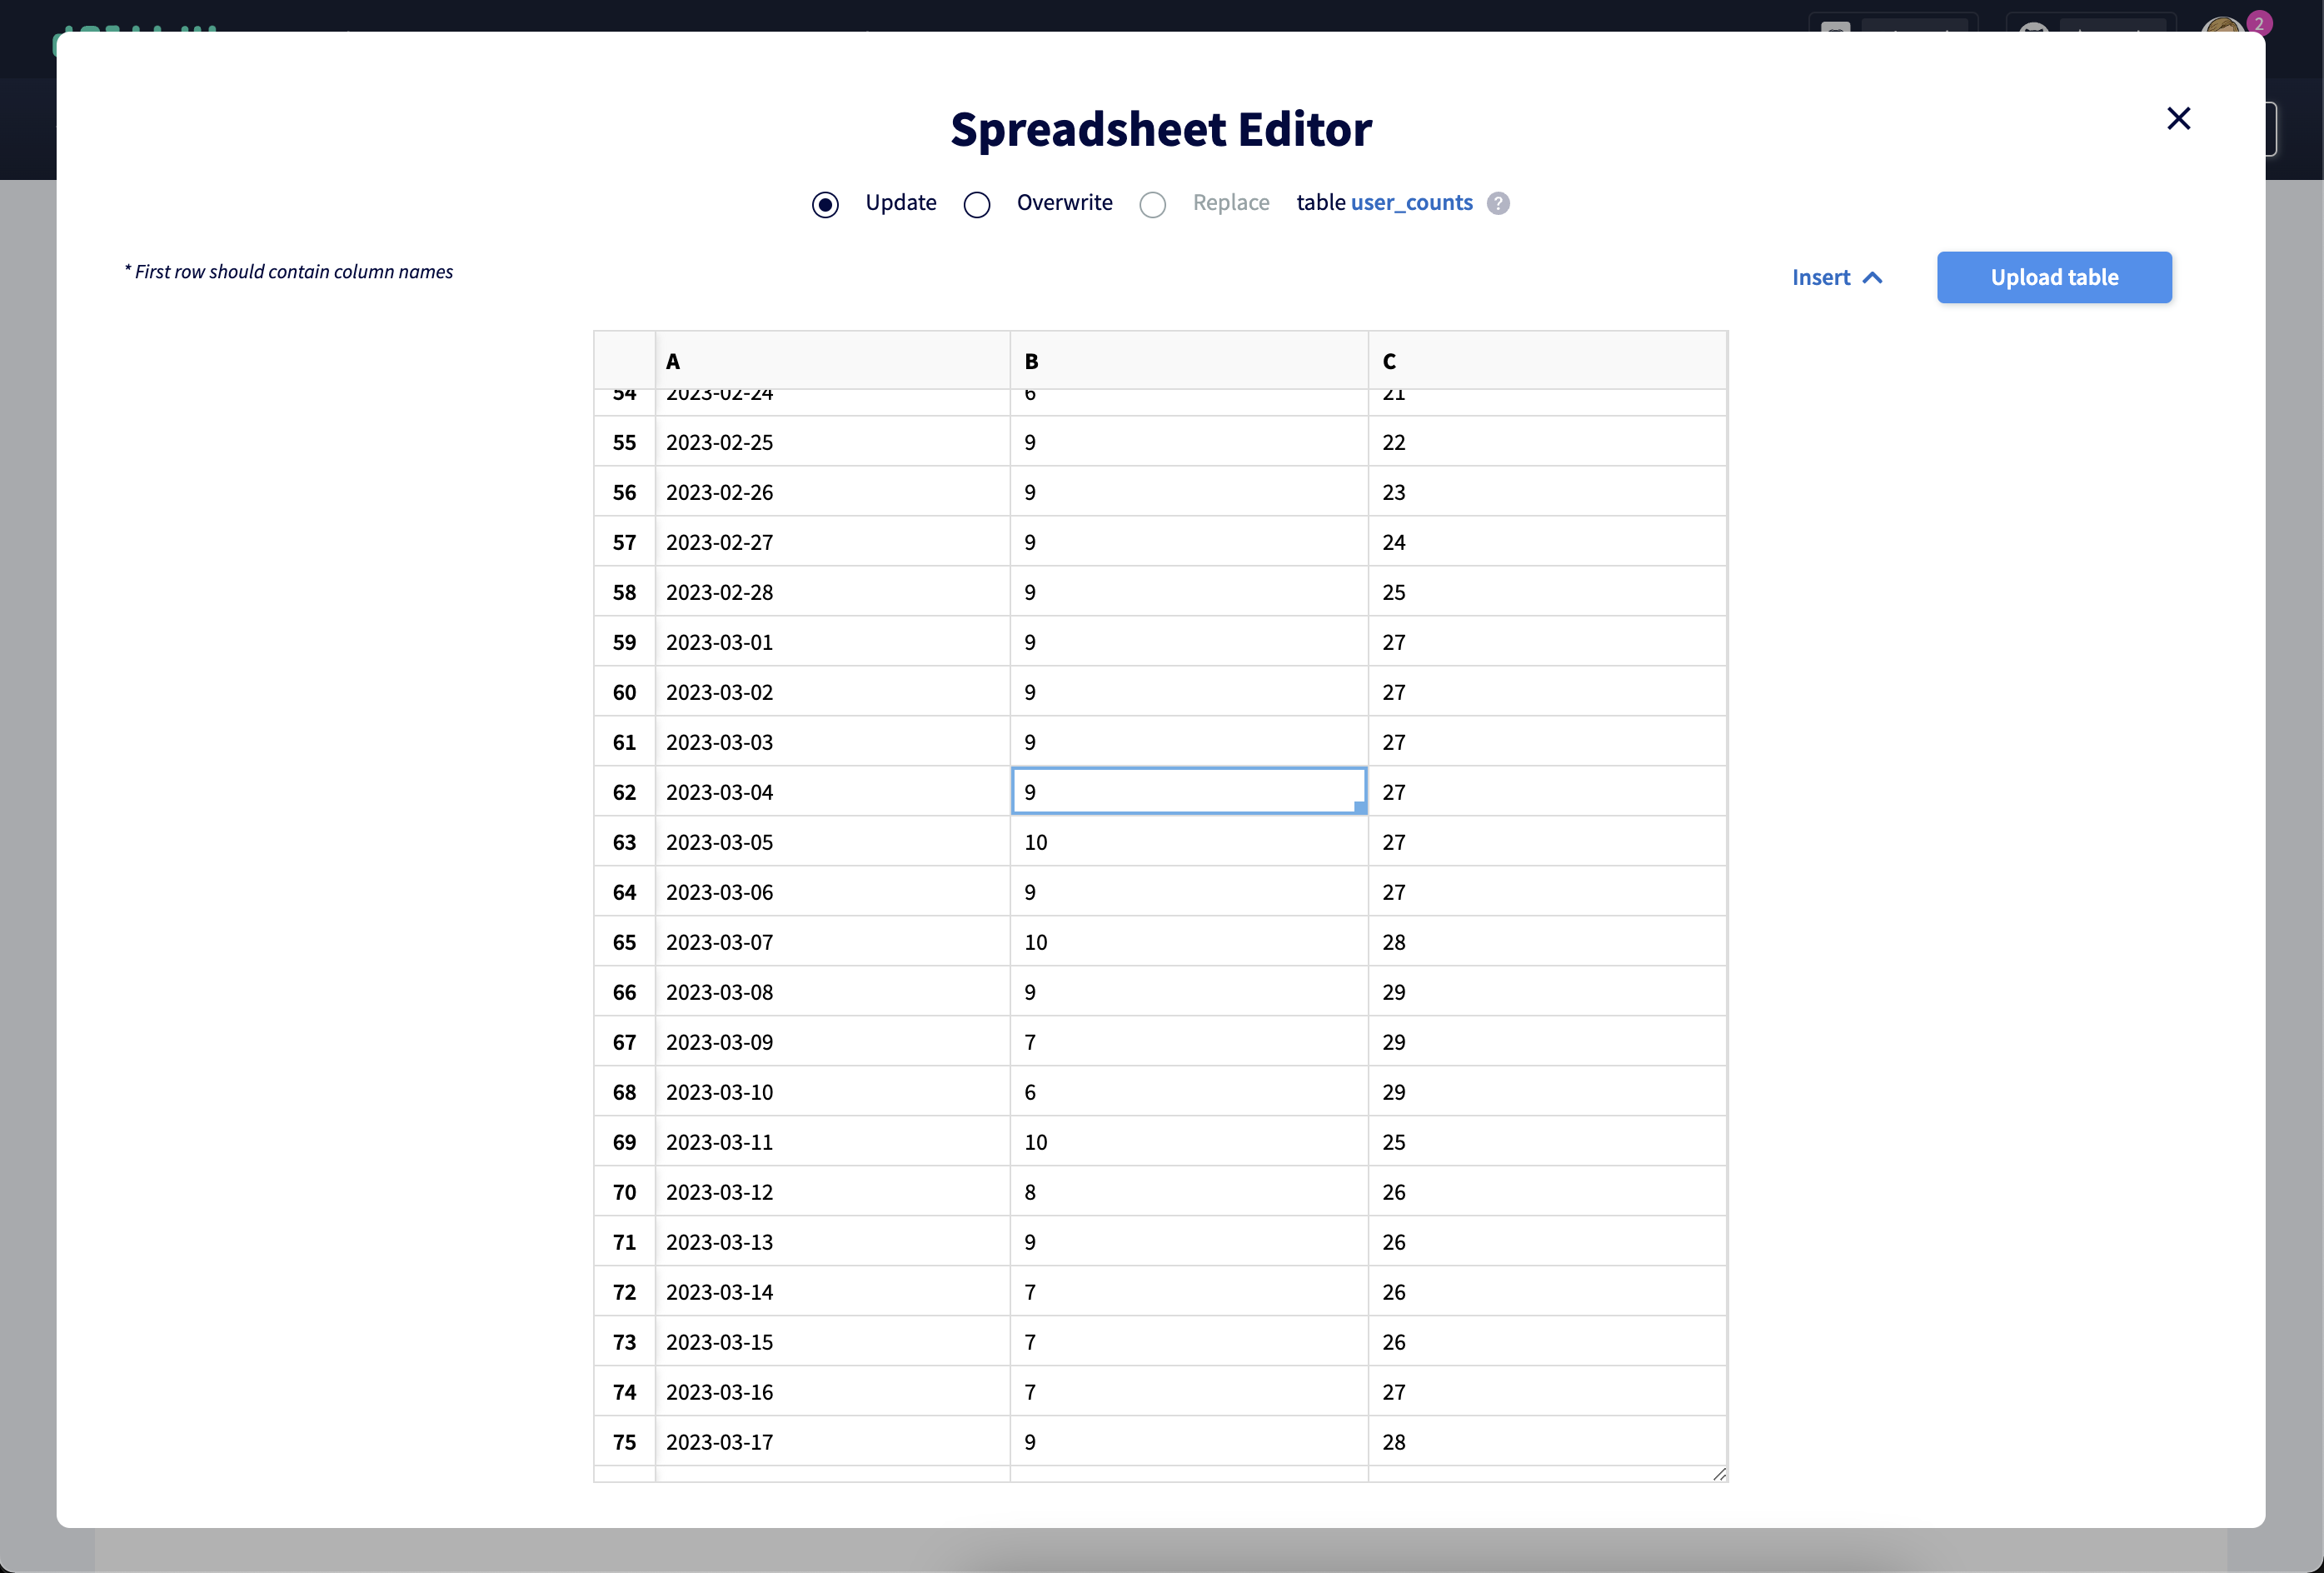 2
Spreadsheet Editor
Update Overwrite Replace table user_counts ?
* First row should contain column names
Insert Upload table
A B C
54 2023-02-24 6 21
55 2023-02-25 9 22
56 2023-02-26 9 23
57 2023-02-27 9 24
58 2023-02-28 9 25
59 2023-03-01 9 27
60 2023-03-02 9 27
61 2023-03-03 9 27
62 2023-03-04 9 27
63 2023-03-05 10 27
64 2023-03-06 9 27
65 2023-03-07 10 28
66 2023-03-08 9 29
67 2023-03-09 7 29
68 2023-03-10 6 29
69 2023-03-11 10 25
70 2023-03-12 8 26
71 2023-03-13 9 26
72 2023-03-14 7 26
73 2023-03-15 7 26
74 2023-03-16 7 27
75 2023-03-17 9 28